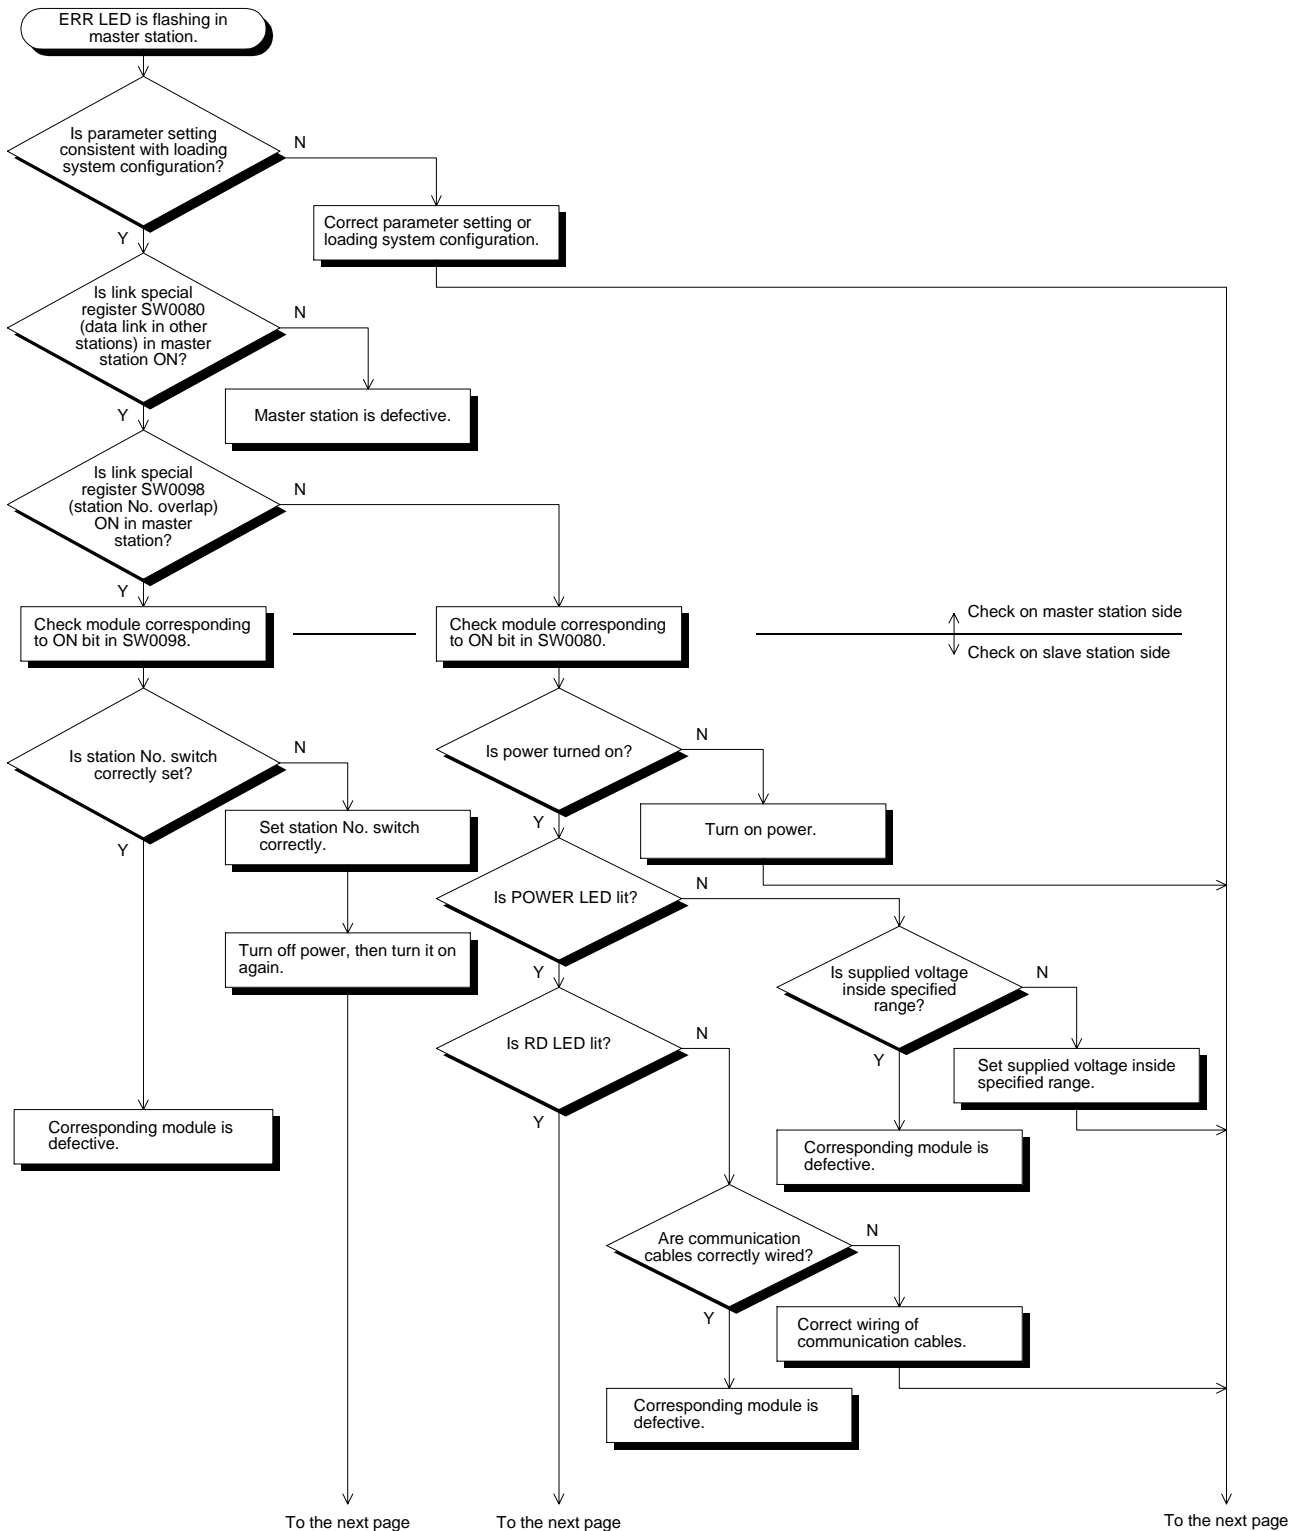 ERR LED is flashing in
master station.
Is parameter setting
consistent with loading
system configuration?
N
Y
Correct parameter setting or
loading system configuration.
Is link special
register SW0080
(data link in other
stations) in master
station ON?
N
Y
Master station is defective.
Is link special
register SW0098
(station No. overlap)
ON in master
station?
N
Y
Check module corresponding
to ON bit in SW0098.
Check module corresponding
to ON bit in SW0080.
Check on master station side
Check on slave station side
Is station No. switch
correctly set?
N
Y
Set station No. switch
correctly.
Turn off power, then turn it on
again.
Corresponding module is
defective.
Is power turned on?
N
Y
Turn on power.
Is POWER LED lit?
N
Y
Is supplied voltage
inside specified
range?
N
Y
Set supplied voltage inside
specified range.
Corresponding module is
defective.
Is RD LED lit?
N
Y
Are communication
cables correctly wired?
N
Y
Correct wiring of
communication cables.
Corresponding module is
defective.
To the next page
To the next page
To the next page